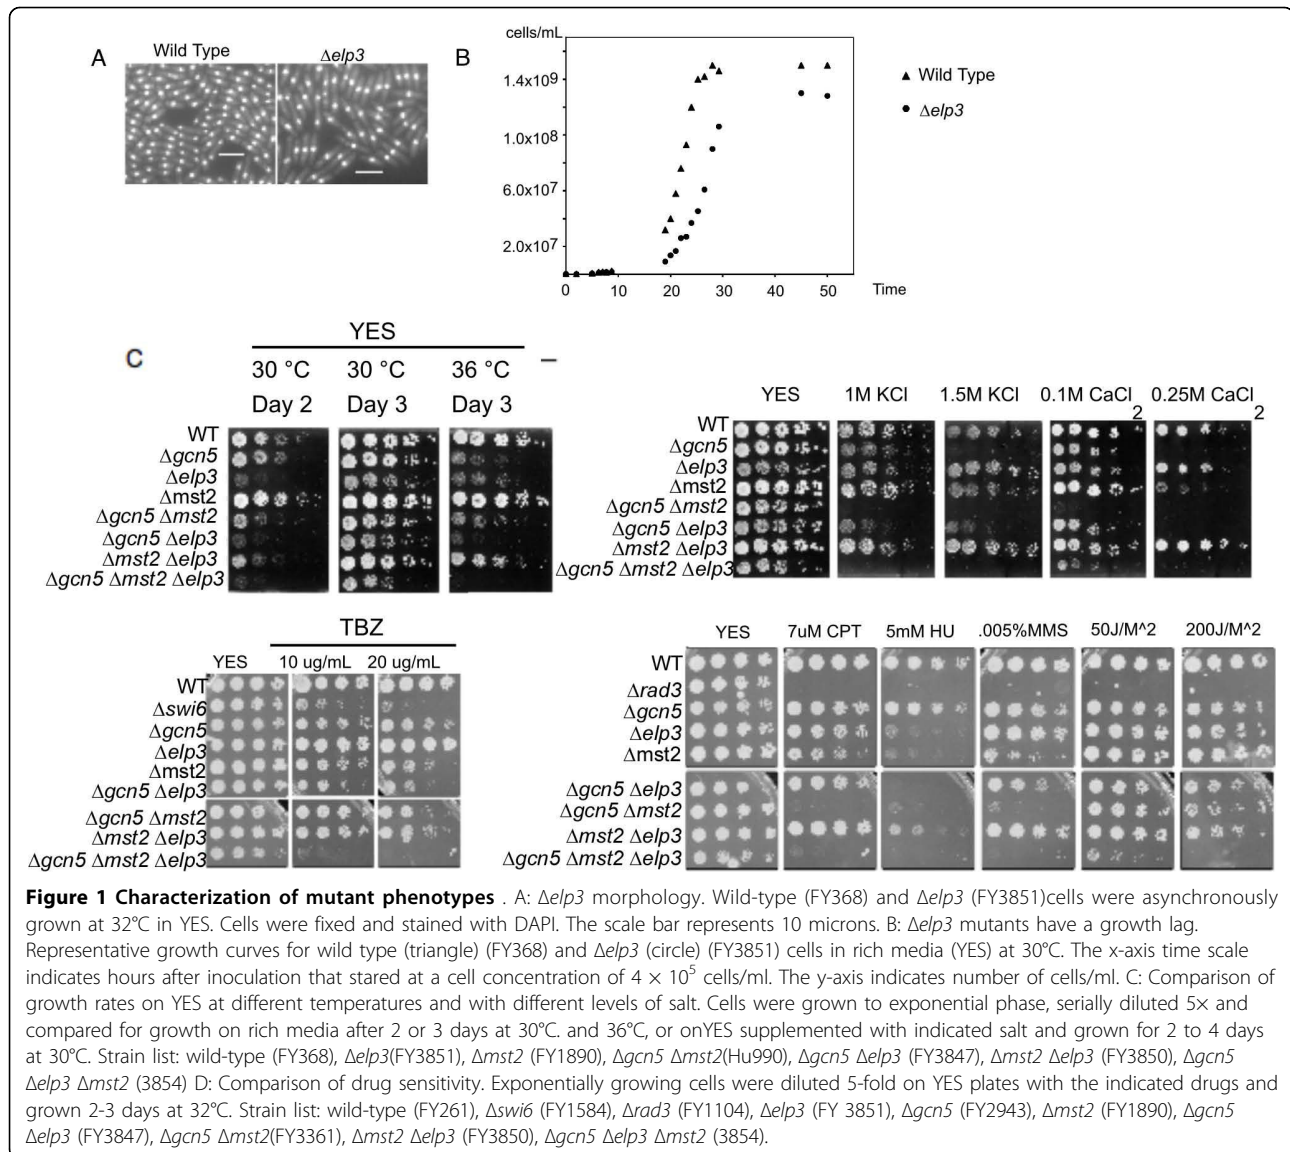 A
Wild Type
Δelp3
B
cells/mL
1.4x10⁹
1.0x10⁸
6.0x10⁷
2.0x10⁷
0 10 20 30 40 50 Time
Wild Type
Δelp3
C
YES
30 °C 30 °C 36 °C
Day 2 Day 3 Day 3
WT
Δgcn5
Δelp3
Δmst2
Δgcn5 Δmst2
Δgcn5 Δelp3
Δmst2 Δelp3
Δgcn5 Δmst2 Δelp3
YES 1M KCl 1.5M KCl 0.1M CaCl2 0.25M CaCl2
WT
Δgcn5
Δelp3
Δmst2
Δgcn5 Δmst2
Δgcn5 Δelp3
Δmst2 Δelp3
Δgcn5 Δmst2 Δelp3
TBZ
YES 10 ug/mL 20 ug/mL
WT
Δswi6
Δgcn5
Δelp3
Δmst2
Δgcn5 Δelp3
Δgcn5 Δmst2
Δmst2 Δelp3
Δgcn5 Δmst2 Δelp3
YES 7uM CPT 5mM HU .005%MMS 50J/M^2 200J/M^2
WT
Δrad3
Δgcn5
Δelp3
Δmst2
Δgcn5 Δelp3
Δgcn5 Δmst2
Δmst2 Δelp3
Δgcn5 Δmst2 Δelp3
Figure 1 Characterization of mutant phenotypes . A: Δelp3 morphology. Wild-type (FY368) and Δelp3 (FY3851)cells were asynchronously
grown at 32°C in YES. Cells were fixed and stained with DAPI. The scale bar represents 10 microns. B: Δelp3 mutants have a growth lag.
Representative growth curves for wild type (triangle) (FY368) and Δelp3 (circle) (FY3851) cells in rich media (YES) at 30°C. The x-axis time scale
indicates hours after inoculation that stared at a cell concentration of 4 × 10⁵ cells/ml. The y-axis indicates number of cells/ml. C: Comparison of
growth rates on YES at different temperatures and with different levels of salt. Cells were grown to exponential phase, serially diluted 5× and
compared for growth on rich media after 2 or 3 days at 30°C. and 36°C, or onYES supplemented with indicated salt and grown for 2 to 4 days
at 30°C. Strain list: wild-type (FY368), Δelp3(FY3851), Δmst2 (FY1890), Δgcn5 Δmst2(Hu990), Δgcn5 Δelp3 (FY3847), Δmst2 Δelp3 (FY3850), Δgcn5
Δelp3 Δmst2 (3854) D: Comparison of drug sensitivity. Exponentially growing cells were diluted 5-fold on YES plates with the indicated drugs and
grown 2-3 days at 32°C. Strain list: wild-type (FY261), Δswi6 (FY1584), Δrad3 (FY1104), Δelp3 (FY 3851), Δgcn5 (FY2943), Δmst2 (FY1890), Δgcn5
Δelp3 (FY3847), Δgcn5 Δmst2(FY3361), Δmst2 Δelp3 (FY3850), Δgcn5 Δelp3 Δmst2 (3854).